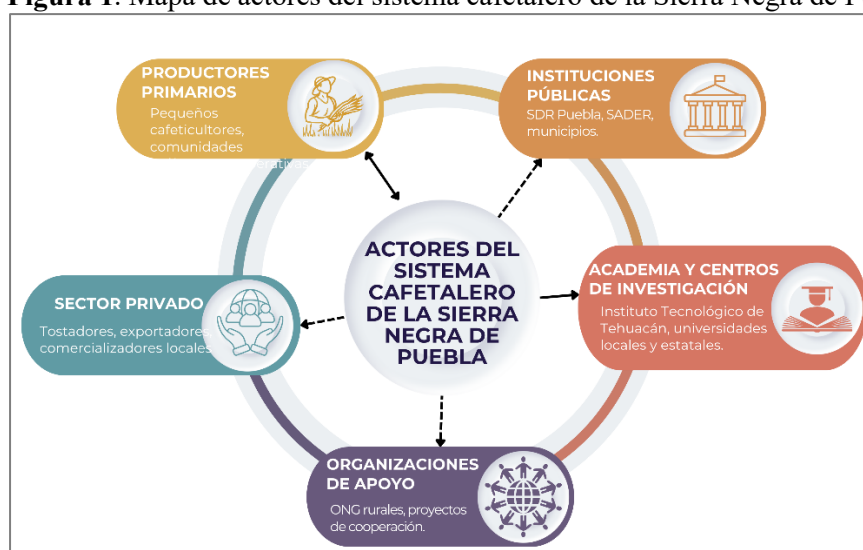 Figura 1. Mapa de actores del sistema cafetalero de la Sierra Negra de
PRODUCTORES
PRIMARIOS
Pequeños
cafeticultores,
comunidades
INSTITUCIONES
PÚBLICAS
SDR Puebla, SADER,
municipios.
ACTORES DEL
SISTEMA
CAFETALERO
DE LA SIERRA
NEGRA DE
PUEBLA
ACADEMIA Y CENTROS
DE INVESTIGACIÓN
Instituto Tecnológico de
Tehuacán, universidades
locales y estatales.
SECTOR PRIVADO
Tostadores, exportadores,
comercializadores locales
ORGANIZACIONES
DE APOYO
ONG rurales, proyectos
de cooperación.